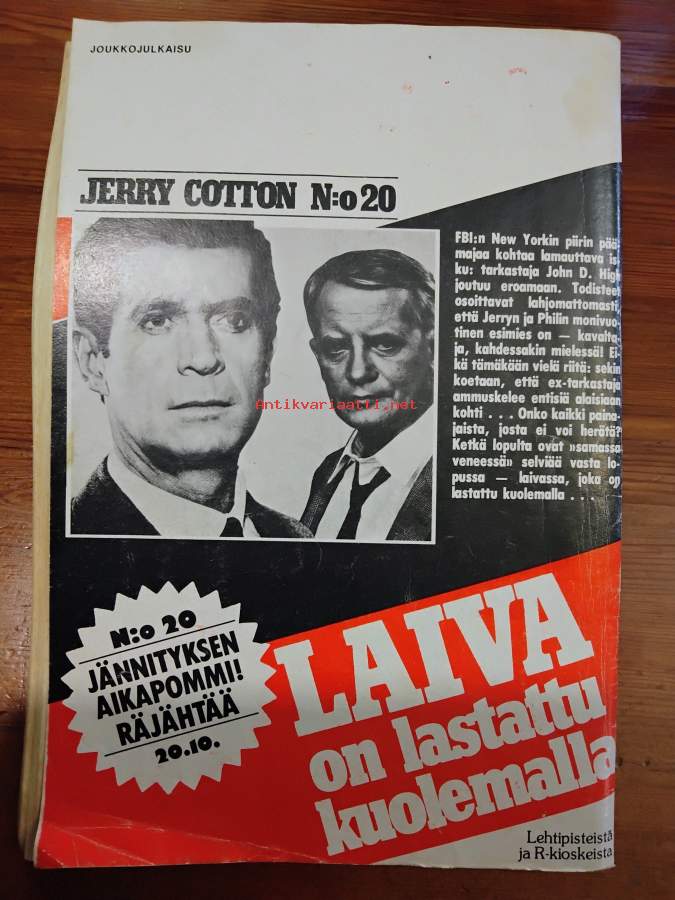 JOUKKOJULKAISU
JERRY COTTON N:o 20
FBI:n New Yorkin piirin pää-
majaa kohtaa lamauttava is-
ku: tarkastaja John D. High
joutuu eroamaan. Todisteet
osoittavat lahjomattomasti,
että Jerryn ja Philin monivuo-
tinen esimies on — kavalta-
ja, kahdessakin mielessä! Ei-
kä tämäkään vielä riitä: sekin
koetaan, että ex-tarkastaja
ammuskelee entisiä alaisiaan
kohti . . . Onko kaikki paina-
jaista, josta ei voi herätä?
Ketkä lopulta ovat »samassa
veneessä» selviää vasta lo-
pussa — laivassa, joka on
lastattu kuolemalla . . . .
Antikvariaatti.net
N:o 20
JÄNNITYKSEN
AIKAPOMMI!
RÄJÄHTÄÄ
20.10.
LAIVA
on lastattu
kuolemalla
Lehtipisteistä
ja R-kioskeista